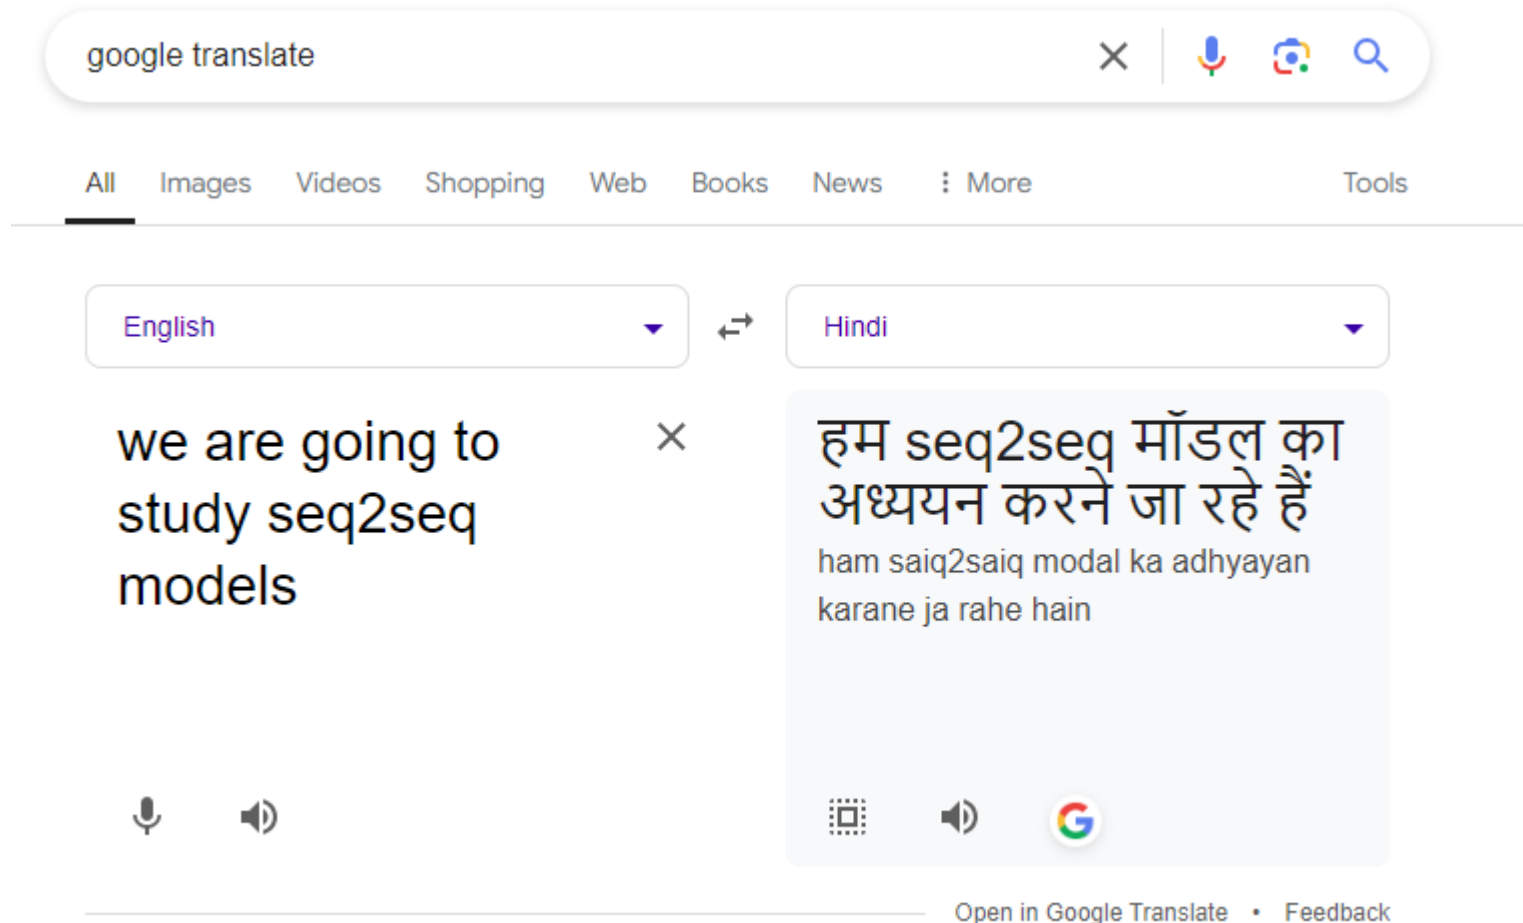 google translate
All Images Videos Shopping Web Books News More Tools
English
Hindi
we are going to
study seq2seq
models
हम seq2seq मॉडल का
अध्ययन करने जा रहे हैं
ham saiq2saiq modal ka adhyayan
karane ja rahe hain
Open in Google Translate • Feedback